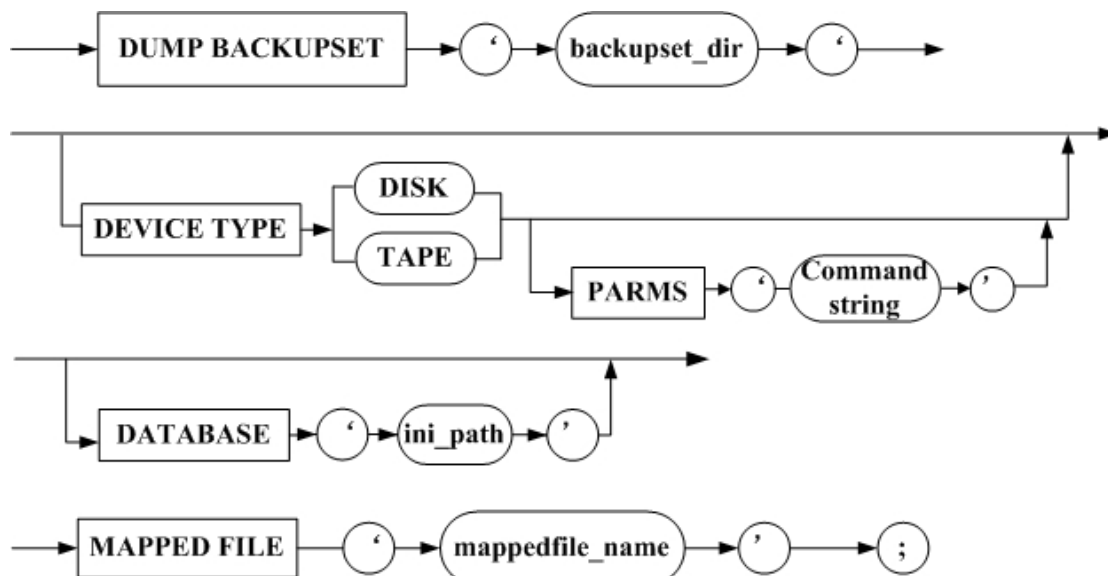 DUMP BACKUPSET ‘ backupset_dir ‘
DISK
DEVICE TYPE
TAPE
PARMS ‘ Command string ’
DATABASE ‘ ini_path ’
MAPPED FILE ‘ mappedfile_name ’ ;